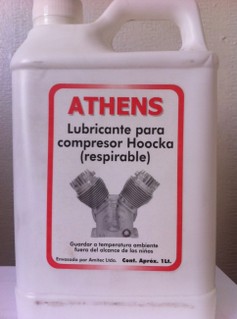 ATHENS
Lubricante para
compresor Hoocka
(respirable)
Guardar a temperatura ambiente
fuera del alcance de los niños
Envasado por Amitec Ltda. Cont. Apróx. 1Lt.